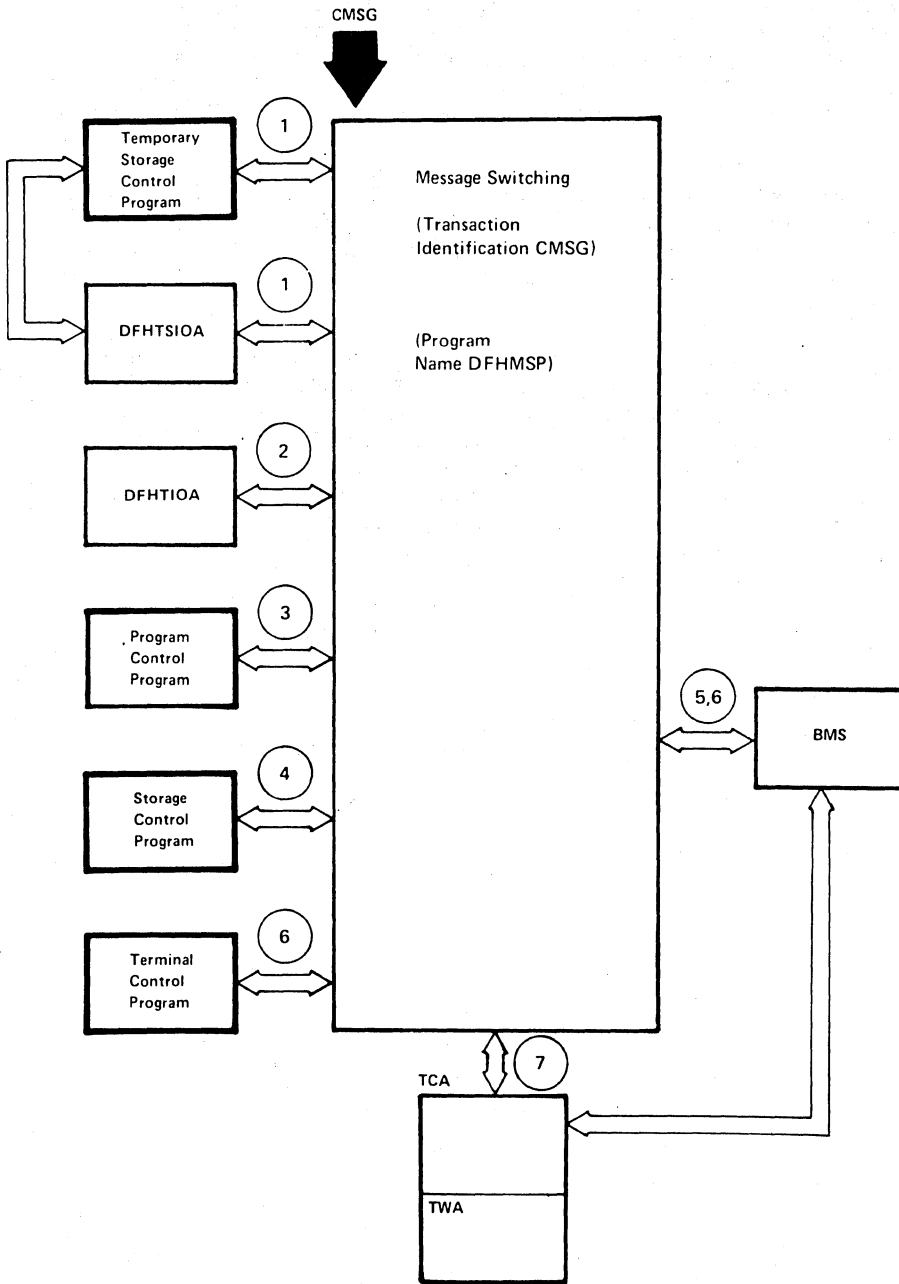 CMSG
1
Temporary
Storage
Control
Program
Message Switching
(Transaction
Identification CMSG)
1
DFHTSIOA
(Program
Name DFHMSP)
2
DFHTIOA
3
Program
Control
Program
5,6
BMS
4
Storage
Control
Program
6
Terminal
Control
Program
7
TCA
TWA